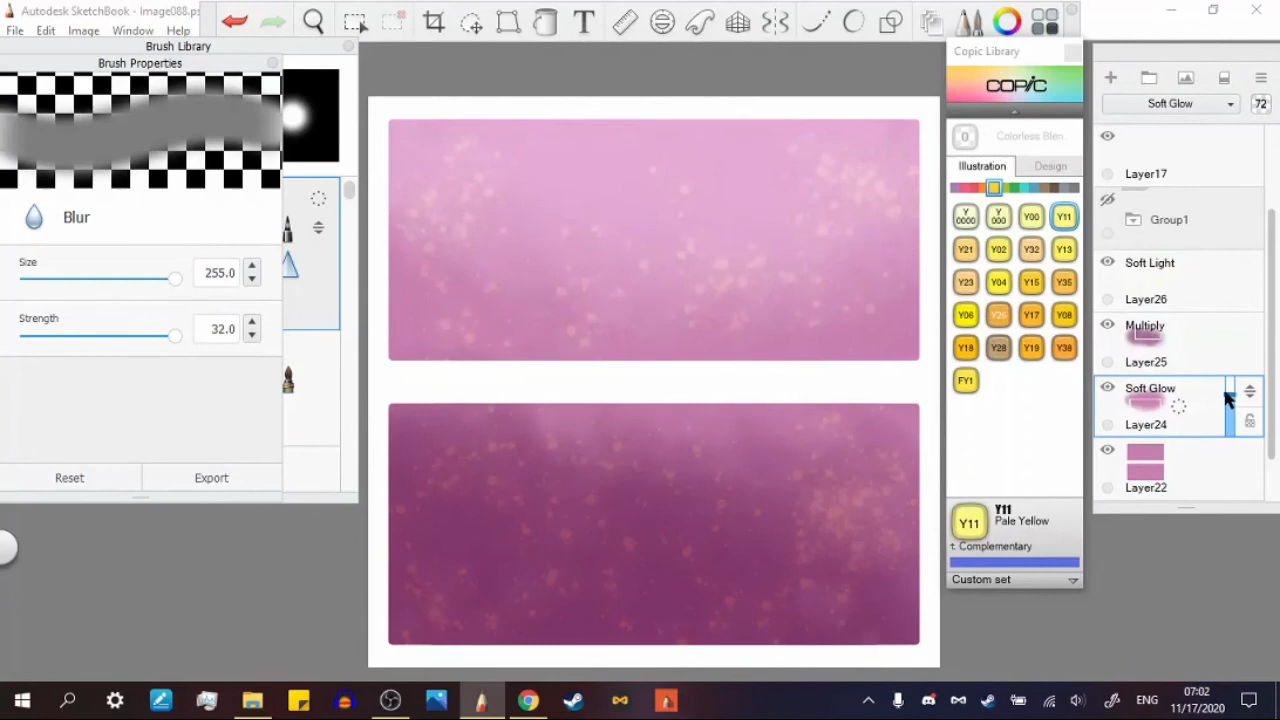 Autodesk SketchBook - Image088.ps
File Edit Image Window Help
T
Brush Library
Brush Properties
Blur
Size
255.0
Strength
32.0
Reset Export
Copic Library
COPIC
0 Colorless Blen.
Illustration Design
Y 0000 Y 000 Y00 Y11
Y21 Y02 Y32 Y13
Y23 Y04 Y15 Y35
Y06 Y26 Y17 Y08
Y18 Y28 Y19 Y38
FY1
Y11 Y11
Pale Yellow
t: Complementary
Custom set
Soft Glow 72
Layer17
Group1
Soft Light
Layer26
Multiply
Layer25
Soft Glow
Layer24
Layer22
ENG 07:02
11/17/2020